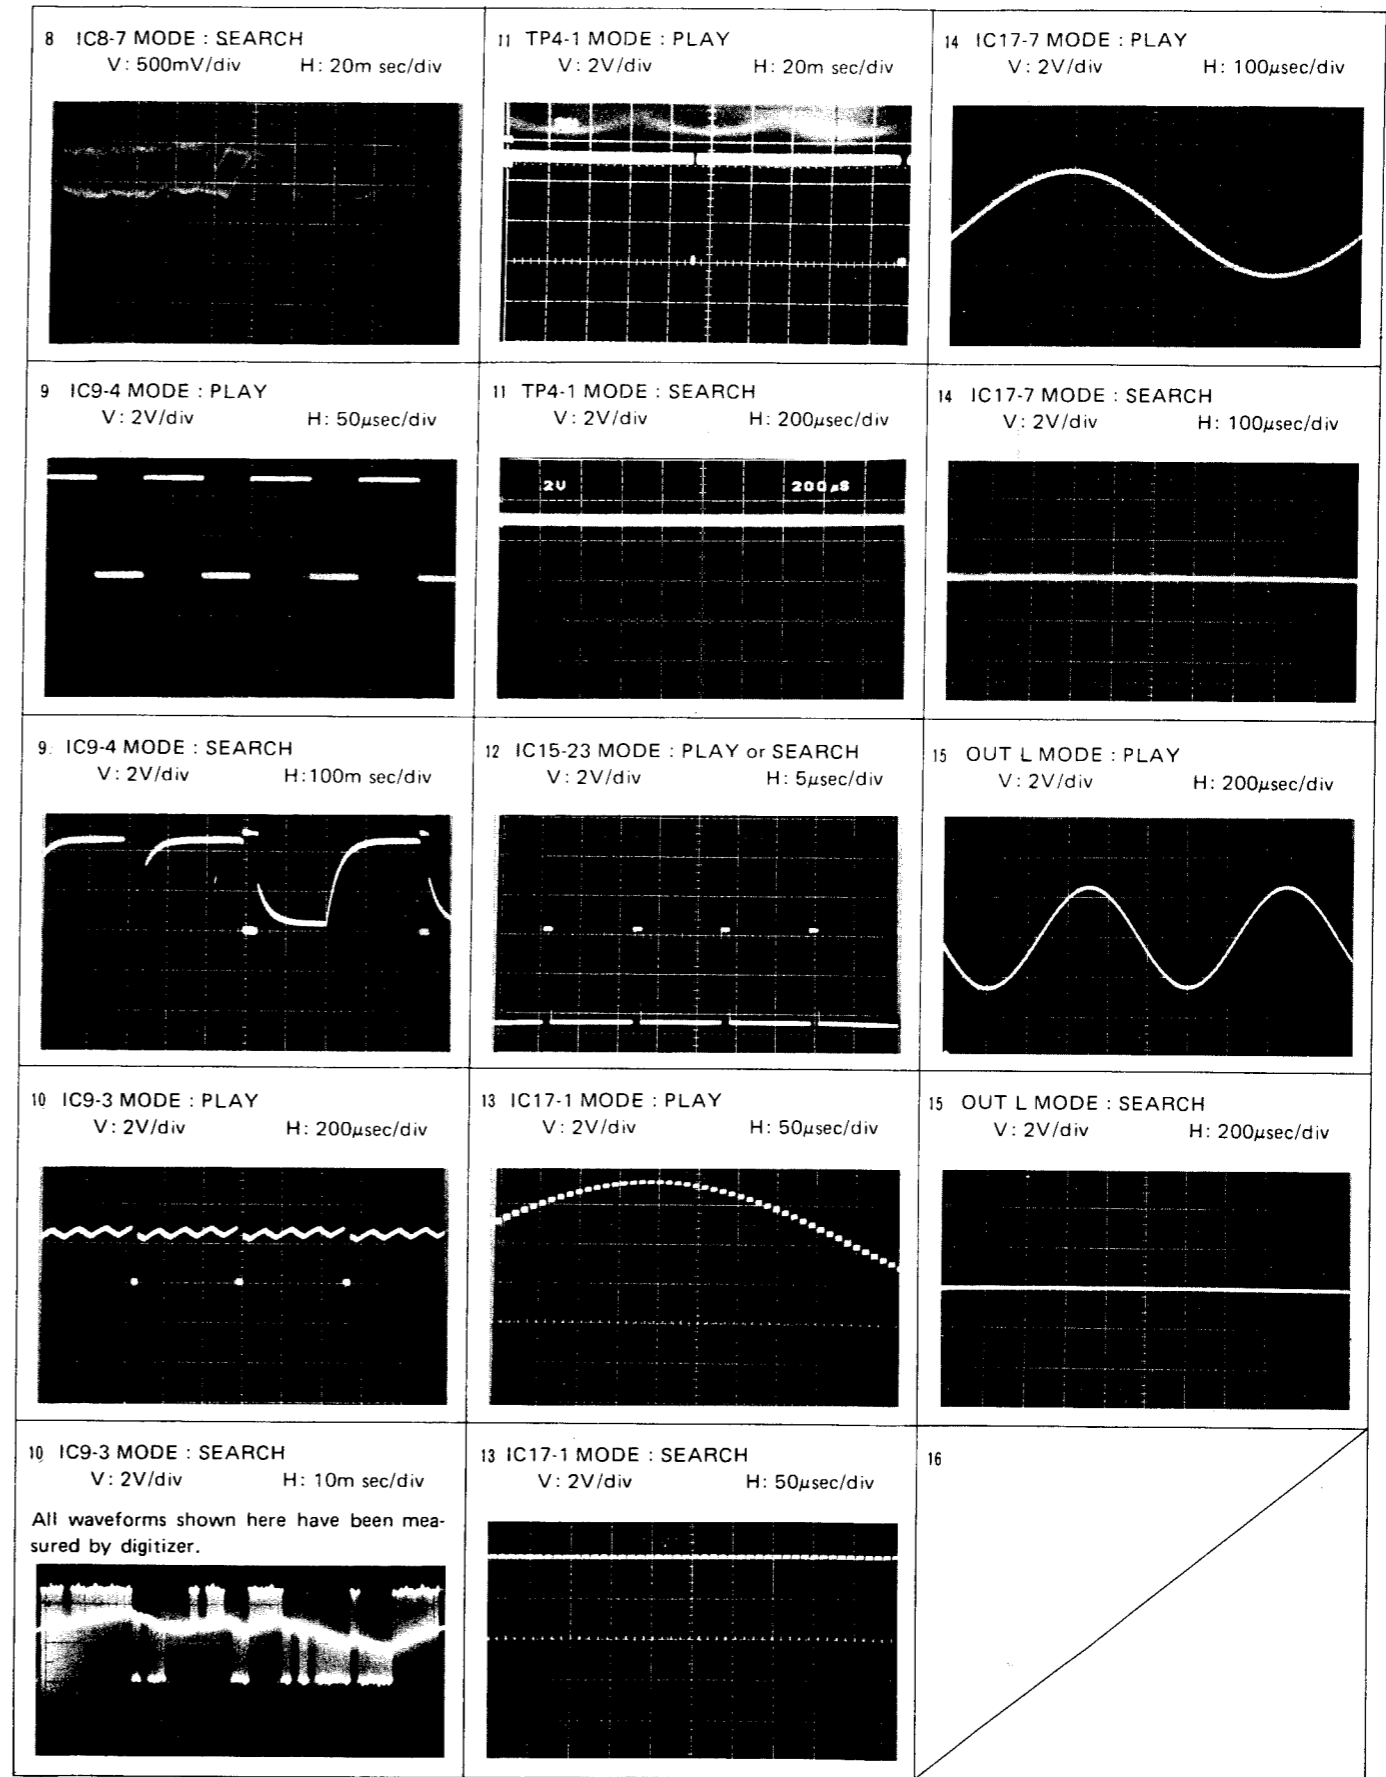 8 IC8-7 MODE : SEARCH
V : 500mV/div H : 20m sec/div
11 TP4-1 MODE : PLAY
V : 2V/div H : 20m sec/div
14 IC17-7 MODE : PLAY
V : 2V/div H : 100μsec/div
9 IC9-4 MODE : PLAY
V : 2V/div H : 50μsec/div
11 TP4-1 MODE : SEARCH
V : 2V/div H : 200μsec/div
2V 200μS
14 IC17-7 MODE : SEARCH
V : 2V/div H : 100μsec/div
9. IC9-4 MODE : SEARCH
V : 2V/div H : 100m sec/div
12 IC15-23 MODE : PLAY or SEARCH
V : 2V/div H : 5μsec/div
15 OUT L MODE : PLAY
V : 2V/div H : 200μsec/div
10 IC9-3 MODE : PLAY
V : 2V/div H : 200μsec/div
13 IC17-1 MODE : PLAY
V : 2V/div H : 50μsec/div
15 OUT L MODE : SEARCH
V : 2V/div H : 200μsec/div
10 IC9-3 MODE : SEARCH
V : 2V/div H : 10m sec/div
All waveforms shown here have been mea-
sured by digitizer.
13 IC17-1 MODE : SEARCH
V : 2V/div H : 50μsec/div
16